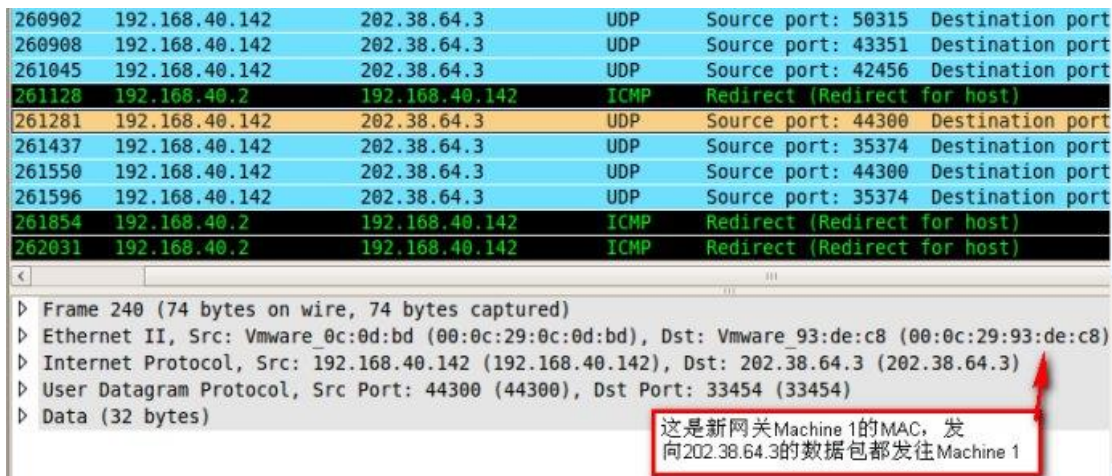 260902 192.168.40.142 202.38.64.3 UDP Source port: 50315 Destination port
260908 192.168.40.142 202.38.64.3 UDP Source port: 43351 Destination port
261045 192.168.40.142 202.38.64.3 UDP Source port: 42456 Destination port
261128 192.168.40.2 192.168.40.142 ICMP Redirect (Redirect for host)
261281 192.168.40.142 202.38.64.3 UDP Source port: 44300 Destination port
261437 192.168.40.142 202.38.64.3 UDP Source port: 35374 Destination port
261550 192.168.40.142 202.38.64.3 UDP Source port: 44300 Destination port
261596 192.168.40.142 202.38.64.3 UDP Source port: 35374 Destination port
261854 192.168.40.2 192.168.40.142 ICMP Redirect (Redirect for host)
262031 192.168.40.2 192.168.40.142 ICMP Redirect (Redirect for host)
Frame 240 (74 bytes on wire, 74 bytes captured)
Ethernet II, Src: Vmware_0c:0d:bd (00:0c:29:0c:0d:bd), Dst: Vmware_93:de:c8 (00:0c:29:93:de:c8)
Internet Protocol, Src: 192.168.40.142 (192.168.40.142), Dst: 202.38.64.3 (202.38.64.3)
User Datagram Protocol, Src Port: 44300 (44300), Dst Port: 33454 (33454)
Data (32 bytes)
这是新网关Machine 1的MAC，发
向202.38.64.3的数据包都发往Machine 1